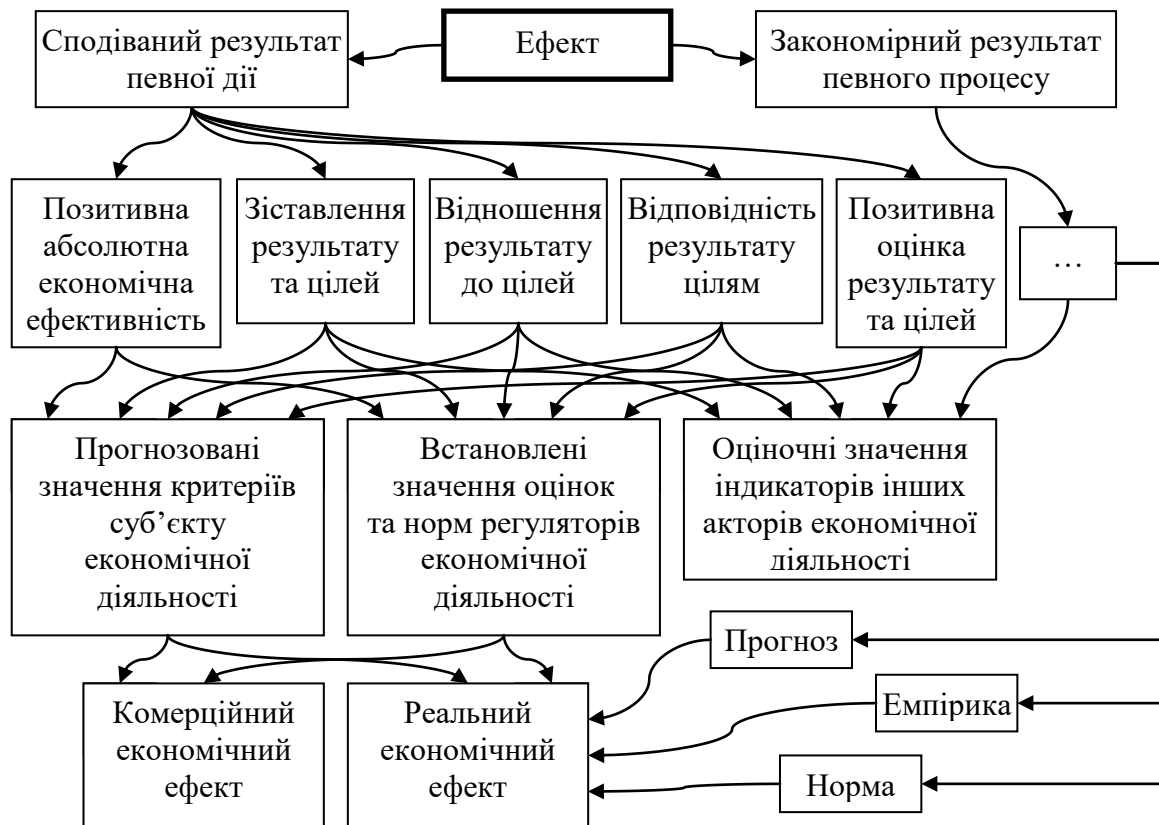 Сподіваний результат
певної дії
Ефект
Закономірний результат
певного процесу
Позитивна
абсолютна
економічна
ефективність
Зіставлення
результату
та цілей
Відношення
результату
до цілей
Відповідність
результату
цілям
Позитивна
оцінка
результату
та цілей
…
Прогнозовані
значення критеріїв
суб’єкту
економічної
діяльності
Встановлені
значення оцінок
та норм регуляторів
економічної
діяльності
Оціночні значення
індикаторів інших
акторів економічної
діяльності
Прогноз
Емпірика
Норма
Комерційний
економічний
ефект
Реальний
економічний
ефект